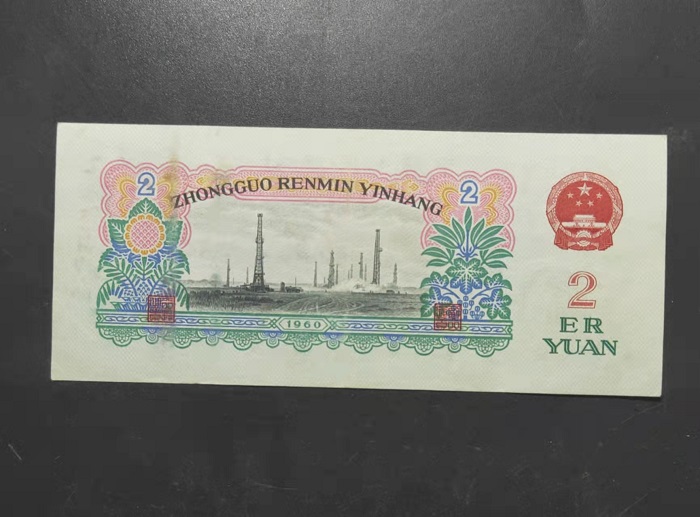 2
ZHONGGUO RENMIN YINHANG
2
1960
2
ER
YUAN